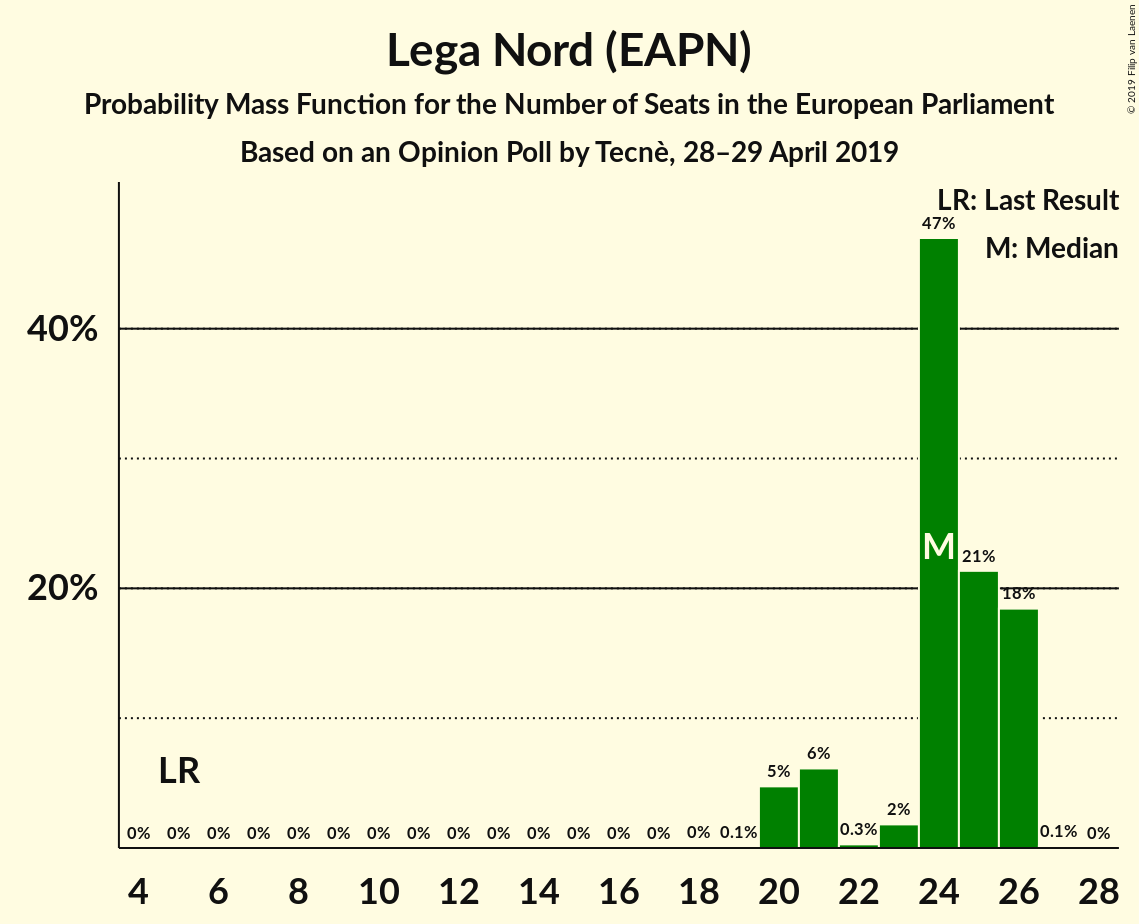 Lega Nord (EAPN)
Probability Mass Function for the Number of Seats in the European Parliament
Based on an Opinion Poll by Tecnè, 28–29 April 2019
© 2019 Filip van Laenen
LR: Last Result
M: Median
40%
20%
47%
M
21%
18%
LR
6%
5%
2%
0% 0% 0% 0% 0% 0% 0% 0% 0% 0% 0% 0% 0% 0% 0% 0.1% 0.3% 0.1% 0%
4 6 8 10 12 14 16 18 20 22 24 26 28